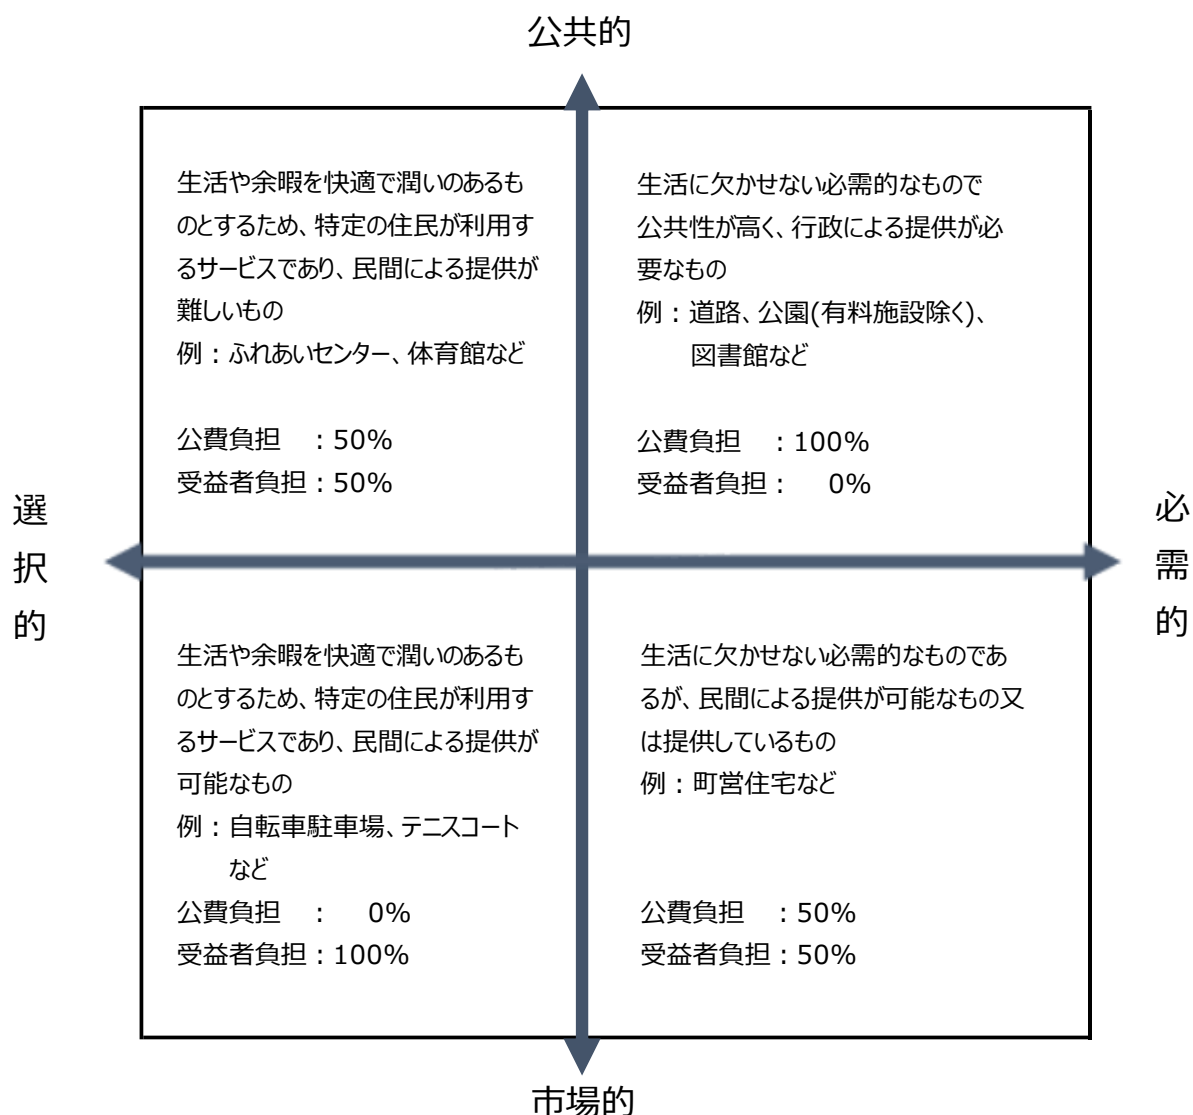 公共的
生活や余暇を快適で潤いのあるも
のとするため、特定の住民が利用す
るサービスであり、民間による提供が
難しいもの
例：ふれあいセンター、体育館など
公費負担　：50%
受益者負担：50%
生活に欠かせない必需的なもので
公共性が高く、行政による提供が必
要なもの
例：道路、公園(有料施設除く)、
図書館など
公費負担　：100%
受益者負担：　0%
選択的
必需的
生活や余暇を快適で潤いのあるも
のとするため、特定の住民が利用す
るサービスであり、民間による提供が
可能なもの
例：自転車駐車場、テニスコート
など
公費負担　：　0%
受益者負担：100%
生活に欠かせない必需的なものであ
るが、民間による提供が可能なもの又
は提供しているもの
例：町営住宅など
公費負担　：50%
受益者負担：50%
市場的